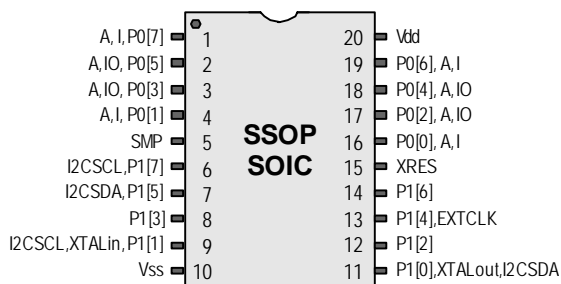 A, I, P0[7] 1 20 Vdd
A, IO, P0[5] 2 19 P0[6], A, I
A, IO, P0[3] 3 18 P0[4], A, IO
A, I, P0[1] 4 17 P0[2], A, IO
SMP 5 SSOP 16 P0[0], A, I
I2CSCL, P1[7] 6 SOIC 15 XRES
I2CSDA, P1[5] 7 14 P1[6]
P1[3] 8 13 P1[4], EXTCLK
I2CSCL, XTALin, P1[1] 9 12 P1[2]
Vss 10 11 P1[0], XTALout, I2CSDA